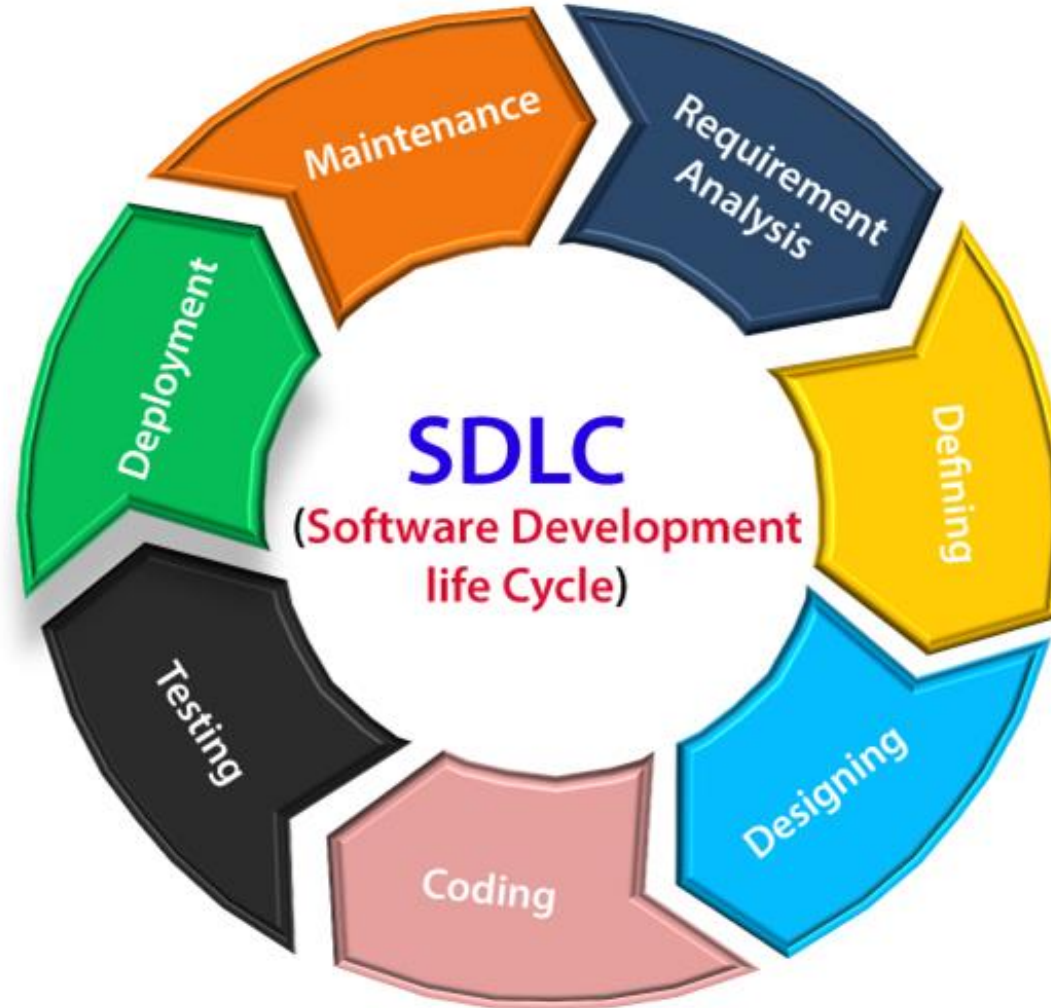 SDLC
(Software Development
life Cycle)
Requirement
Analysis
Defining
Designing
Coding
Testing
Deployment
Maintenance